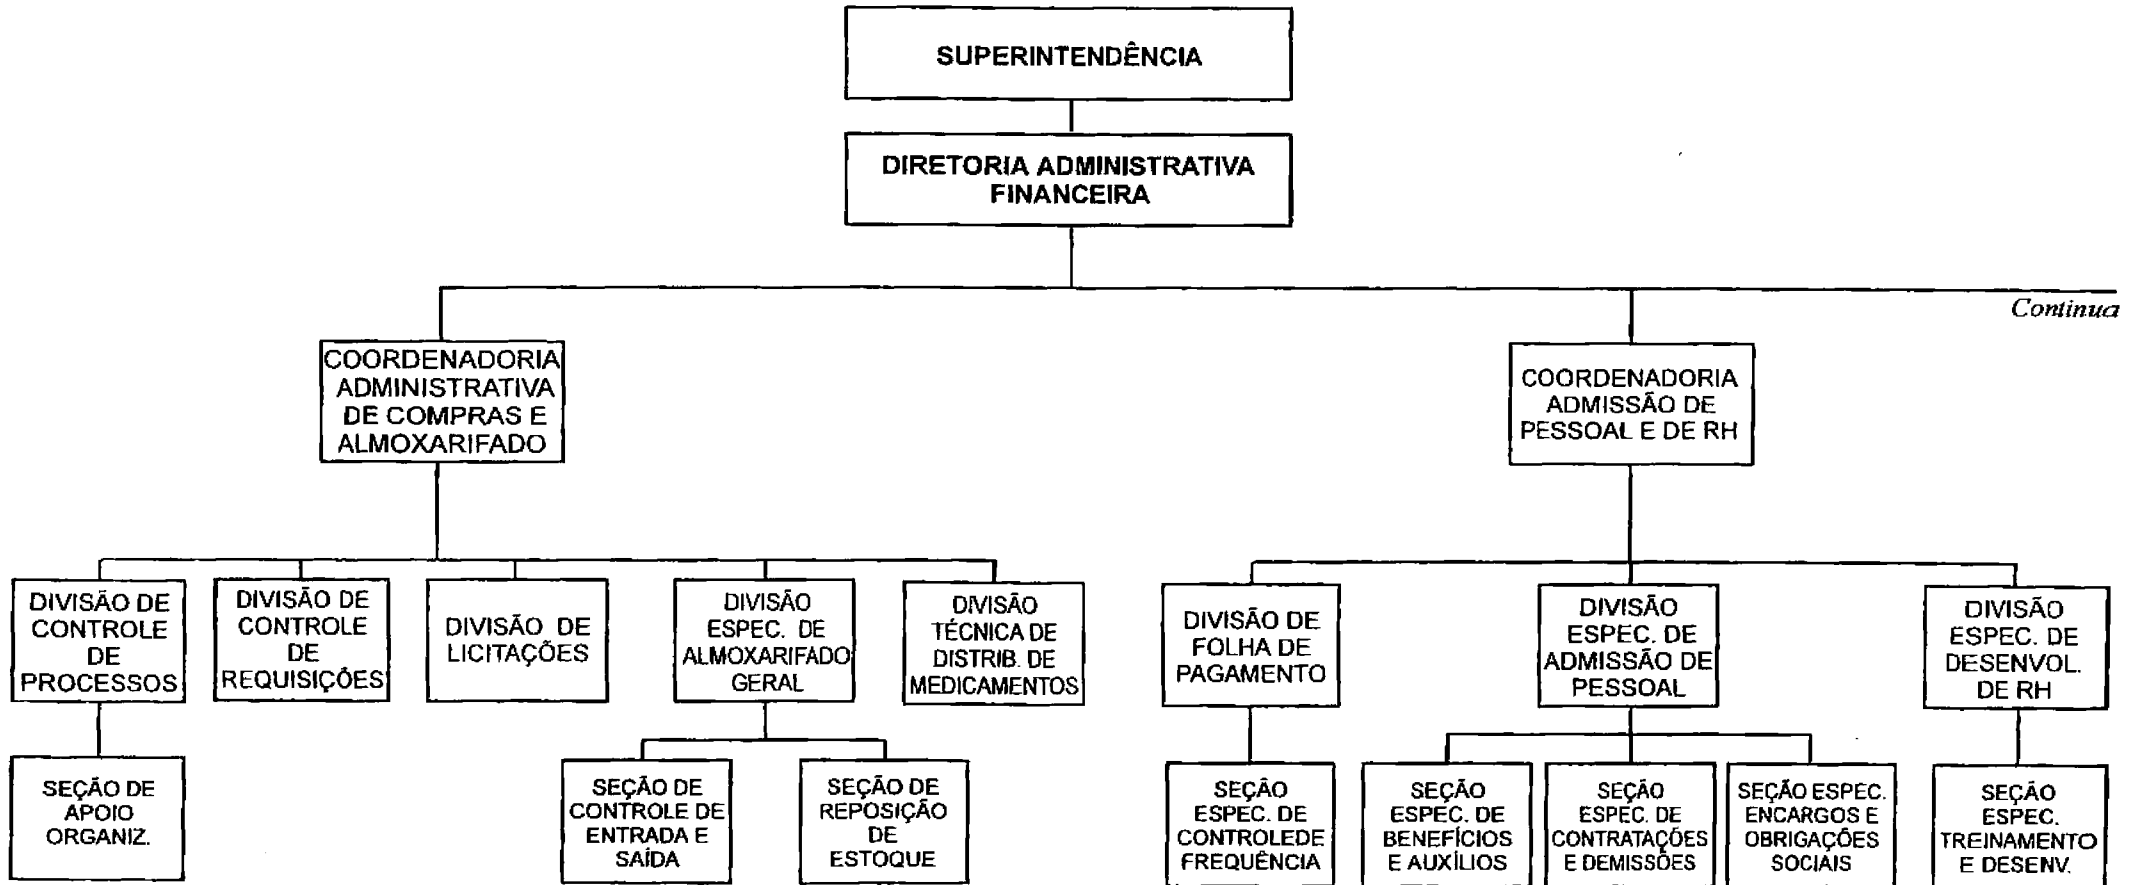 SUPERINTENDÊNCIA
DIRETORIA ADMINISTRATIVA
FINANCEIRA
Continua
COORDENADORIA
ADMINISTRATIVA
DE COMPRAS E
ALMOXARIFADO
COORDENADORIA
ADMISSÃO DE
PESSOAL E DE RH
DIVISÃO DE
CONTROLE
DE
PROCESSOS
DIVISÃO DE
CONTROLE
DE
REQUISIÇÕES
DIVISÃO DE
LICITAÇÕES
DIVISÃO
ESPEC. DE
ALMOXARIFADO
GERAL
DIVISÃO
TÉCNICA DE
DISTRIB. DE
MEDICAMENTOS
DIVISÃO DE
FOLHA DE
PAGAMENTO
DIVISÃO
ESPEC. DE
ADMISSÃO DE
PESSOAL
DIVISÃO
ESPEC. DE
DESENVOL.
DE RH
SEÇÃO DE
APOIO
ORGANIZ.
SEÇÃO DE
CONTROLE DE
ENTRADA E
SAÍDA
SEÇÃO DE
REPOSIÇÃO
DE
ESTOQUE
SEÇÃO
ESPEC. DE
CONTROLEDE
FREQUÊNCIA
SEÇÃO
ESPEC. DE
BENEFÍCIOS
E AUXÍLIOS
SEÇÃO
ESPEC. DE
CONTRATAÇÕES
E DEMISSÕES
SEÇÃO ESPEC.
ENCARGOS E
OBRIGAÇÕES
SOCIAIS
SEÇÃO
ESPEC.
TREINAMENTO
E DESENV.